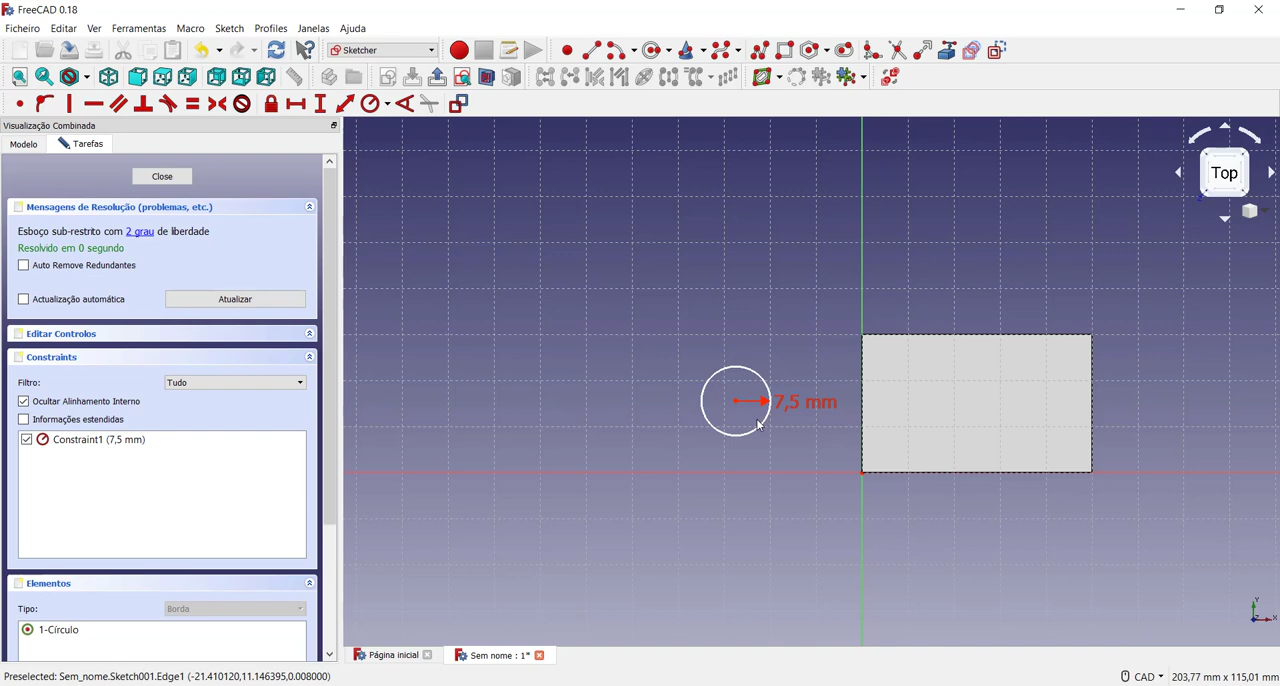 FreeCAD 0.18
Ficheiro Editar Ver Ferramentas Macro Sketch Profiles Janelas Ajuda
Sketcher
Visualização Combinada
Modelo Tarefas
Close
Mensagens de Resolução (problemas, etc.)
Esboço sub-restrito com 2 grau de liberdade
Resolvido em 0 segundo
Auto Remove Redundantes
Actualização automática Atualizar
Editar Controlos
Constraints
Filtro: Tudo
Ocultar Alinhamento Interno
Informações estendidas
Constraint1 (7,5 mm)
Elementos
Tipo: Borda
1-Círculo
7,5 mm
Top
Y
Z X
Página inicial Sem nome : 1*
Preselected: Sem_nome.Sketch001.Edge1 (-21.410120,11.146395,0.008000) CAD 203,77 mm x 115,01 mm